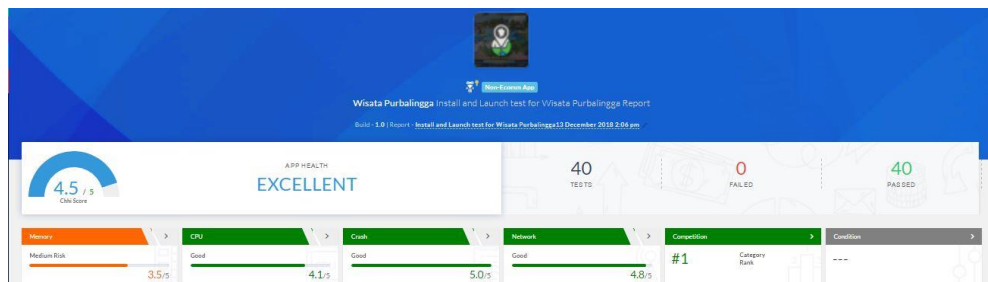 Non-Ecomm App
Wisata Purbalingga Install and Launch test for Wisata Purbalingga Report
Build - 1.0 | Report - Install and Launch test for Wisata Purbalingga13 December 2018 2:06 pm
4.5 / 5
Chhi Score
APP HEALTH
EXCELLENT
40
TESTS
0
FAILED
40
PASSED
Memory >
Medium Risk
3.5/5
CPU >
Good
4.1/5
Crash >
Good
5.0/5
Network >
Good
4.8/5
Competition >
#1 Category
Rank
Condition >
---